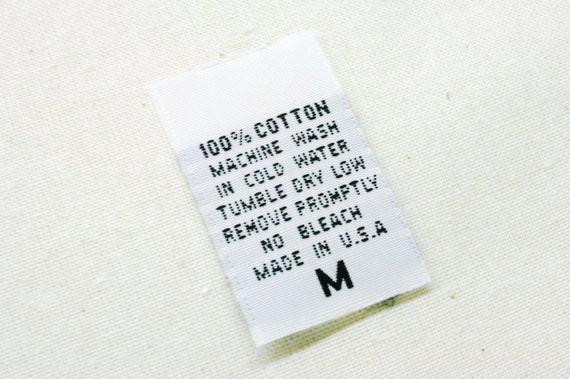 100% COTTON
MACHINE WASH
IN COLD WATER
TUMBLE DRY LOW
REMOVE PROMPTLY
NO BLEACH
MADE IN U.S.A
M